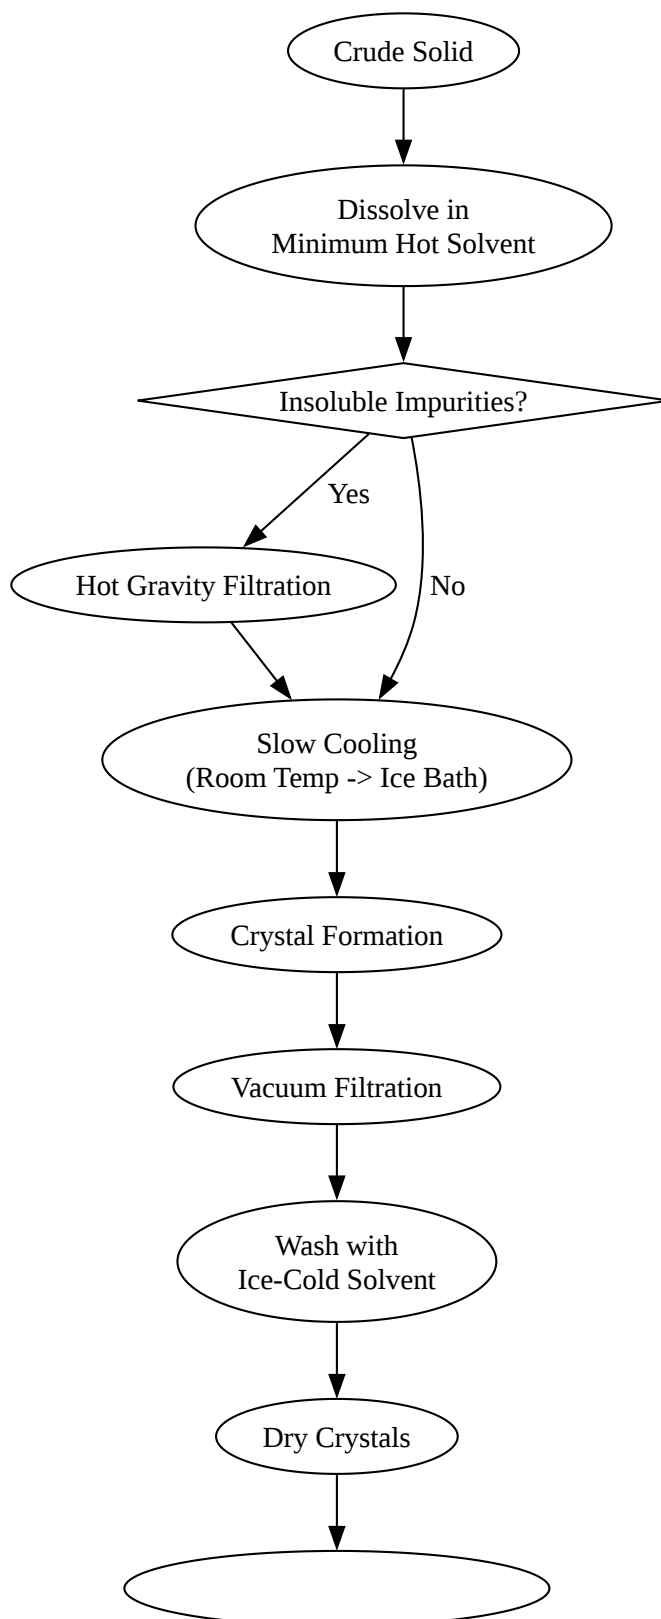 Crude Solid
Dissolve in
Minimum Hot Solvent
Insoluble Impurities?
Yes
Hot Gravity Filtration
No
Slow Cooling
(Room Temp -> Ice Bath)
Crystal Formation
Vacuum Filtration
Wash with
Ice-Cold Solvent
Dry Crystals